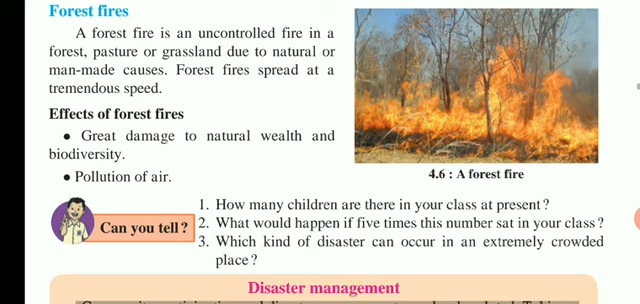 Forest fires
A forest fire is an uncontrolled fire in a
forest, pasture or grassland due to natural or
man-made causes. Forest fires spread at a
tremendous speed.
Effects of forest fires
● Great damage to natural wealth and
biodiversity.
● Pollution of air.
4.6 : A forest fire
Can you tell ?
1. How many children are there in your class at present ?
2. What would happen if five times this number sat in your class ?
3. Which kind of disaster can occur in an extremely crowded
place ?
Disaster management